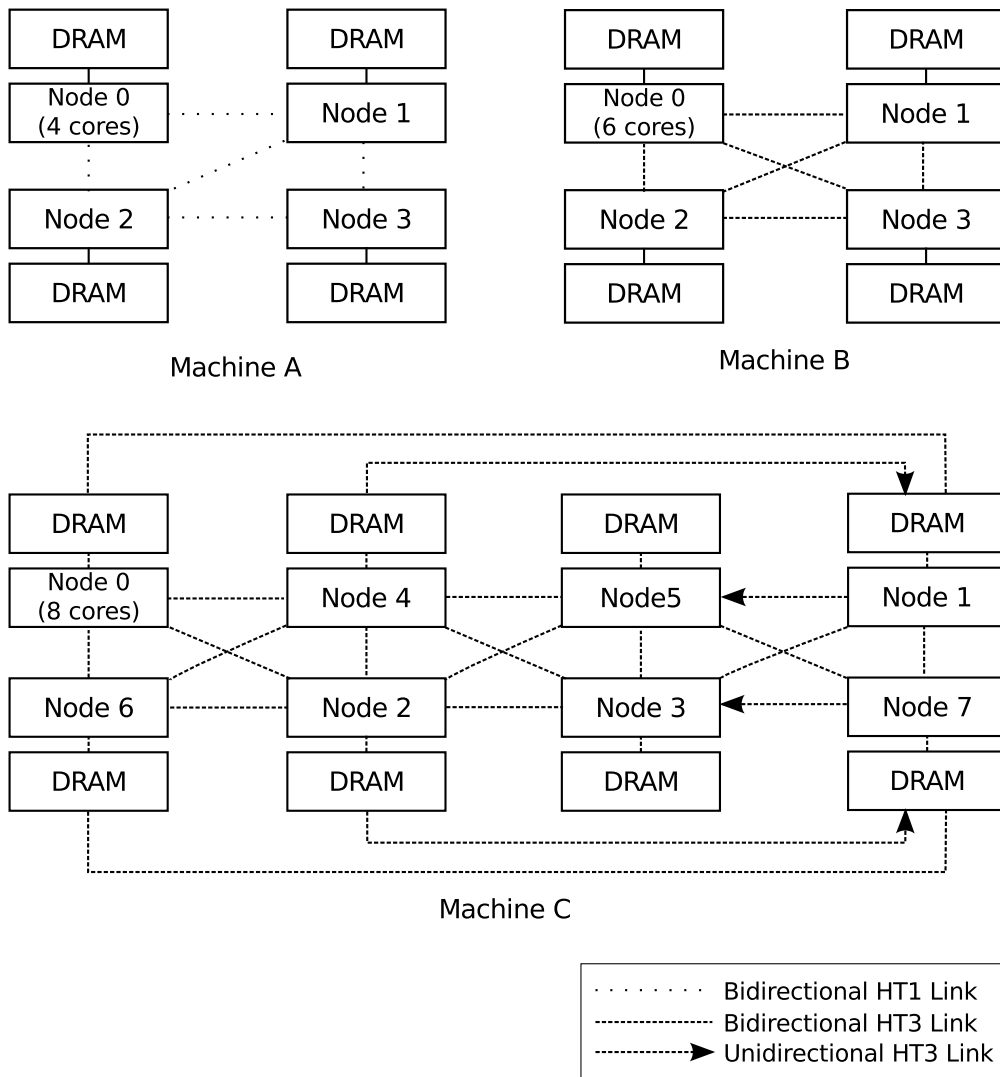 DRAM
DRAM
DRAM
DRAM
Node 0
(4 cores)
Node 1
Node 0
(6 cores)
Node 1
Node 2
Node 3
Node 2
Node 3
DRAM
DRAM
DRAM
DRAM
Machine A
Machine B
DRAM
DRAM
DRAM
DRAM
Node 0
(8 cores)
Node 4
Node5
Node 1
Node 6
Node 2
Node 3
Node 7
DRAM
DRAM
DRAM
DRAM
Machine C
Bidirectional HT1 Link
Bidirectional HT3 Link
Unidirectional HT3 Link